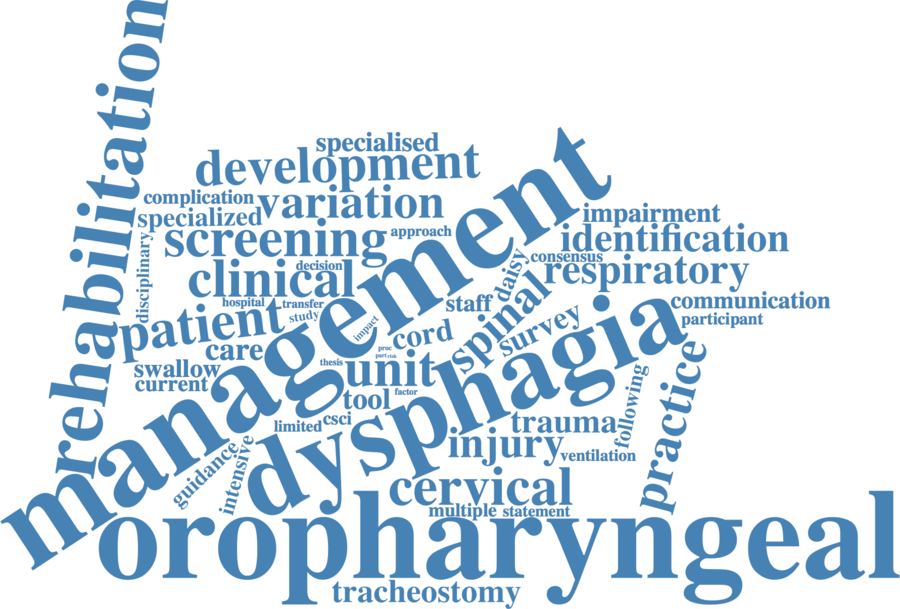 rehabilitation
specialised
development
complication
variation
specialized
impairment
screening
approach
identification
disciplinary
consensus
decision
clinical
daisy
respiratory
management
hospital
transfer
staff
communication
study
spinal
participant
patient
impact
cord
survey
care
proc
part
risk
swallow
thesis
unit
current
factor
tool
dysphagia
following
practice
limited
csci
trauma
injury
ventilation
guidance
intensive
cervical
multiple
statement
oropharyngeal
tracheostomy